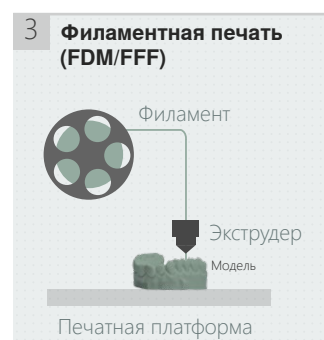 3 Филаментная печать
(FDM/FFF)
Филамент
Экструдер
Модель
Печатная платформа